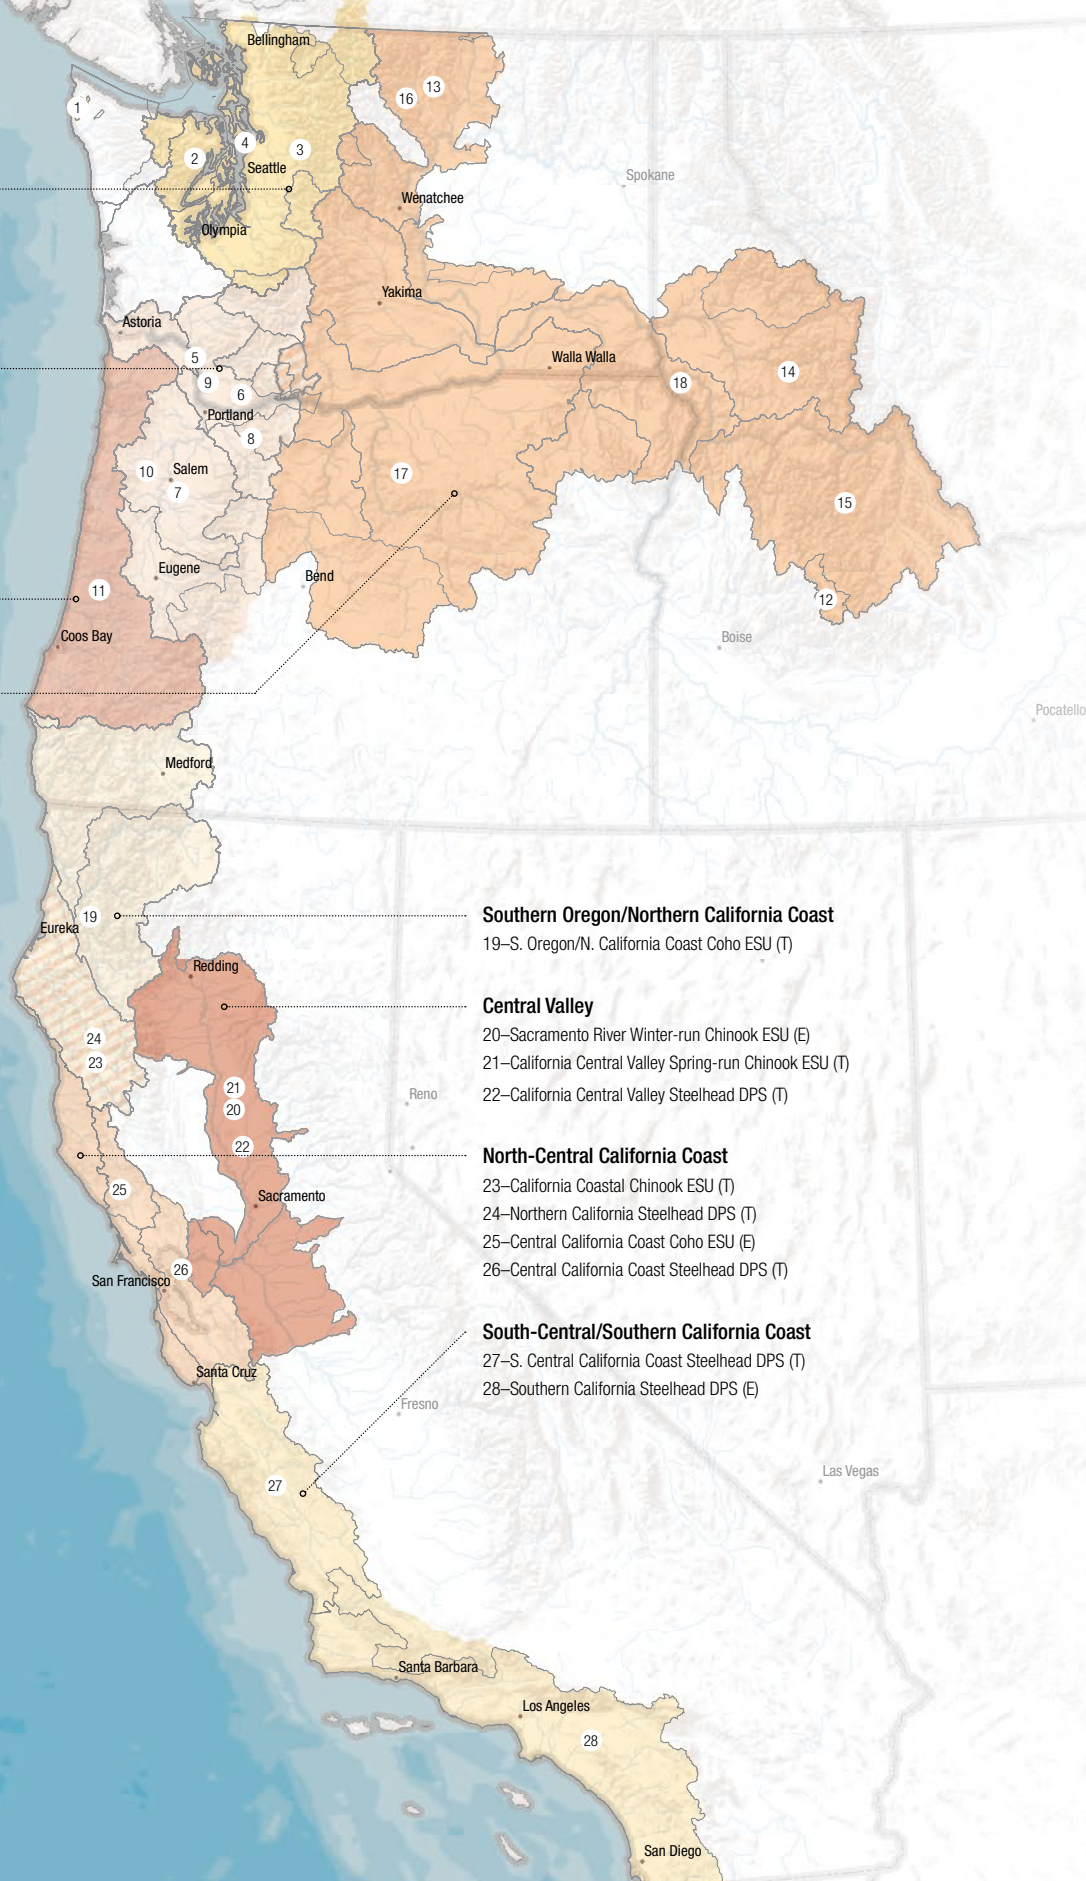 Bellingham
13
16
1
4
3
2
Seattle
Spokane
Wenatchee
Olympia
Yakima
Astoria
5
Walla Walla
14
9
18
6
Portland
8
10
Salem
17
7
15
Eugene
Bend
11
12
Coos Bay
Boise
Pocatello
Medford
Southern Oregon/Northern California Coast
19–S. Oregon/N. California Coast Coho ESU (T)
19
Eureka
Redding
Central Valley
20–Sacramento River Winter-run Chinook ESU (E)
21–California Central Valley Spring-run Chinook ESU (T)
22–California Central Valley Steelhead DPS (T)
24
23
21
20
Reno
22
North-Central California Coast
23–California Coastal Chinook ESU (T)
24–Northern California Steelhead DPS (T)
25–Central California Coast Coho ESU (E)
26–Central California Coast Steelhead DPS (T)
25
Sacramento
26
San Francisco
South-Central/Southern California Coast
27–S. Central California Coast Steelhead DPS (T)
28–Southern California Steelhead DPS (E)
Santa Cruz
Fresno
Las Vegas
27
Santa Barbara
Los Angeles
28
San Diego